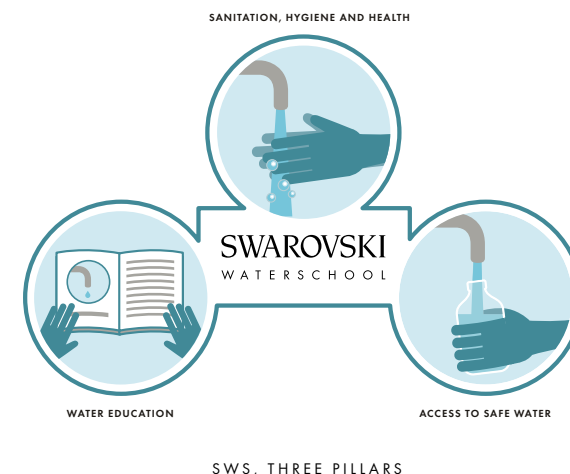 SANITATION, HYGIENE AND HEALTH
SWAROVSKI
WATERSCHOOL
WATER EDUCATION
ACCESS TO SAFE WATER
SWS. THREE PILLARS